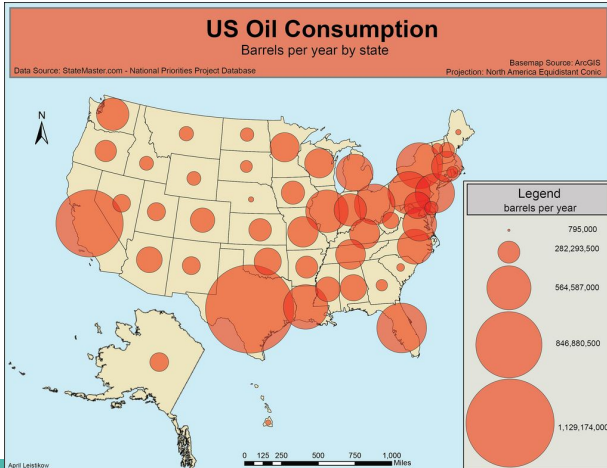 US Oil Consumption
Barrels per year by state
Data Source: StateMaster.com - National Priorities Project Database
Basemap Source: ArcGIS
Projection: North America Equidistant Conic
N
Legend
barrels per year
795,000
282,293,500
564,587,000
846,880,500
1,129,174,000
0 125 250 500 750 1,000
Miles
April Leistikow